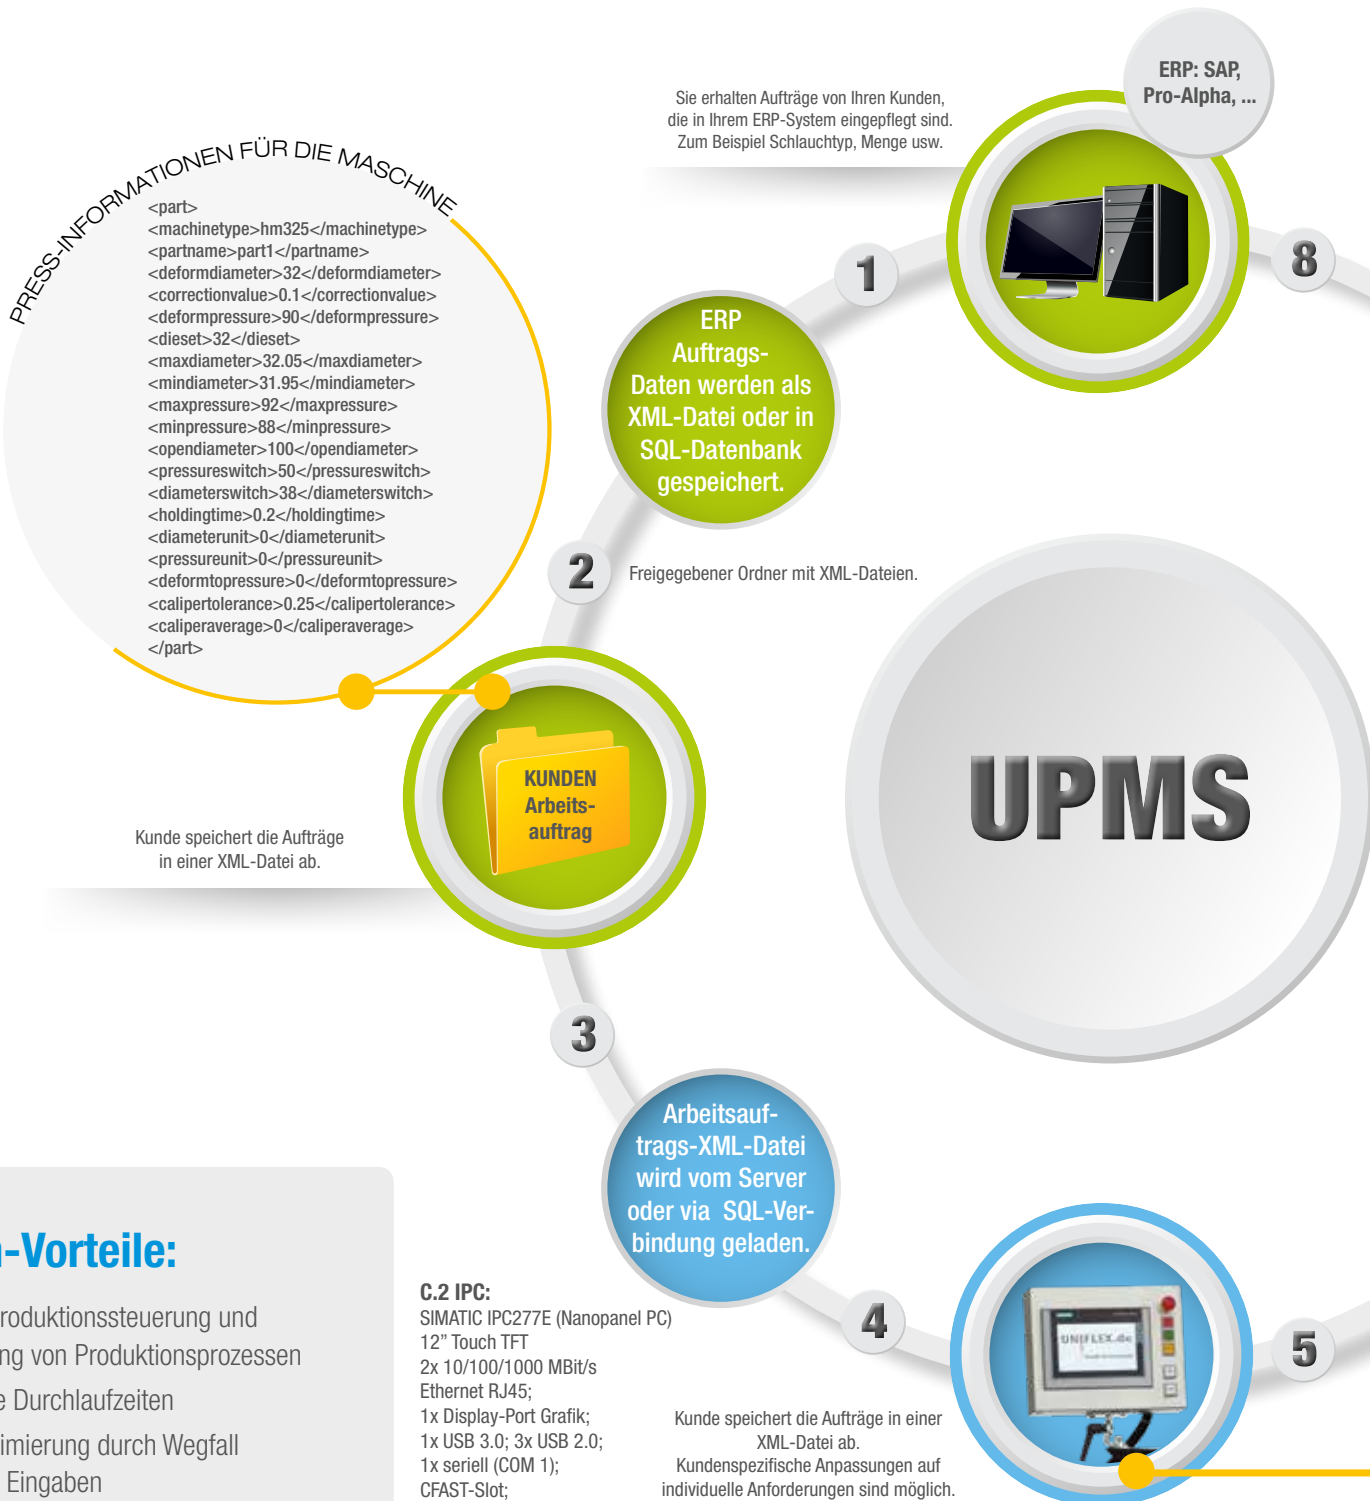 ERP: SAP,
Pro-Alpha, ...
Sie erhalten Aufträge von Ihren Kunden,
die in Ihrem ERP-System eingepflegt sind.
Zum Beispiel Schlauchtyp, Menge usw.
PRESS-INFORMATIONEN FÜR DIE MASCHINE
<part>
<machinetype>hm325</machinetype>
<partname>part1</partname>
<deformdiameter>32</deformdiameter>
<correctionvalue>0.1</correctionvalue>
<deformpressure>90</deformpressure>
<dieset>32</dieset>
<maxdiameter>32.05</maxdiameter>
<mindiameter>31.95</mindiameter>
<maxpressure>92</maxpressure>
<minpressure>88</minpressure>
<opendiameter>100</opendiameter>
<pressureswitch>50</pressureswitch>
<diameterswitch>38</diameterswitch>
<holdingtime>0.2</holdingtime>
<diameterunit>0</diameterunit>
<pressureunit>0</pressureunit>
<deformtopressure>0</deformtopressure>
<calipertolerance>0.25</calipertolerance>
<caliperaverage>0</caliperaverage>
</part>
1
8
ERP
Auftrags-
Daten werden als
XML-Datei oder in
SQL-Datenbank
gespeichert.
2
Freigegebener Ordner mit XML-Dateien.
KUNDEN
Arbeits-
auftrag
UPMS
Kunde speichert die Aufträge
in einer XML-Datei ab.
3
Arbeitsauf-
trags-XML-Datei
wird vom Server
oder via SQL-Ver-
bindung geladen.
4
UNIFLEX.de
5
-Vorteile:
roduktionssteuerung und
ng von Produktionsprozessen
e Durchlaufzeiten
imierung durch Wegfall
Eingaben
C.2 IPC:
SIMATIC IPC277E (Nanopanel PC)
12” Touch TFT
2x 10/100/1000 MBit/s
Ethernet RJ45;
1x Display-Port Grafik;
1x USB 3.0; 3x USB 2.0;
1x seriell (COM 1);
CFAST-Slot;
Kunde speichert die Aufträge in einer
XML-Datei ab.
Kundenspezifische Anpassungen auf
individuelle Anforderungen sind möglich.